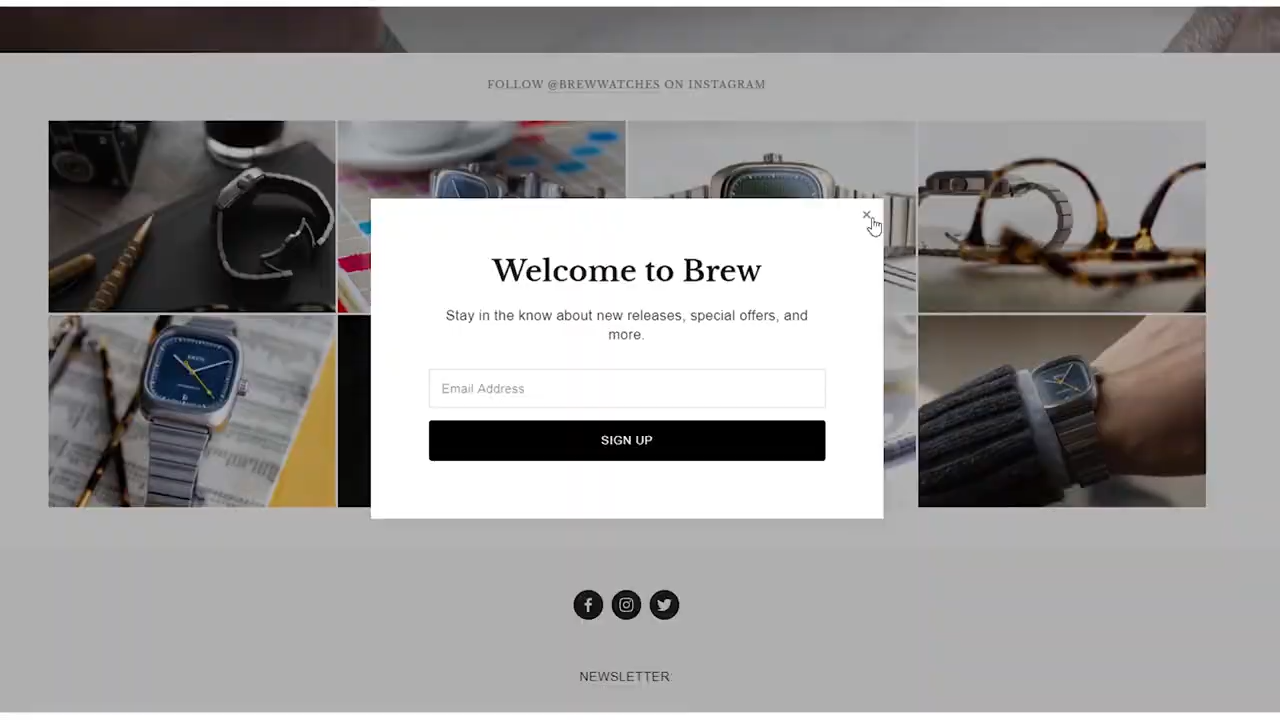 FOLLOW @BREWWATCHES ON INSTAGRAM
Welcome to Brew
Stay in the know about new releases, special offers, and
more.
Email Address
SIGN UP
BREW
NEWSLETTER